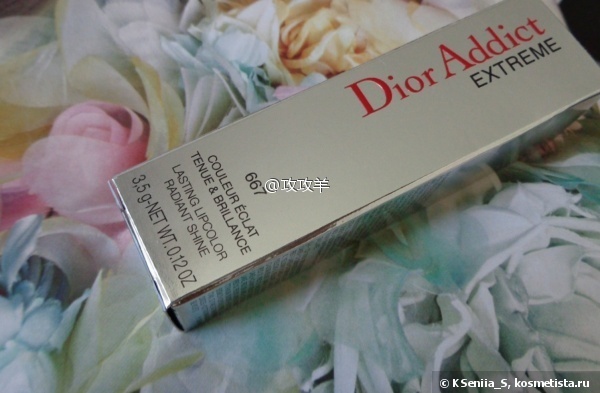 Dior Addict
EXTREME
667
COULEUR ÉCLAT
TENUE & BRILLANCE
LASTING LIPCOLOR
RADIANT SHINE
3,5 g-NET WT. 0.12 OZ
@攻攻羊
© KSeniia_S, kosmetista.ru